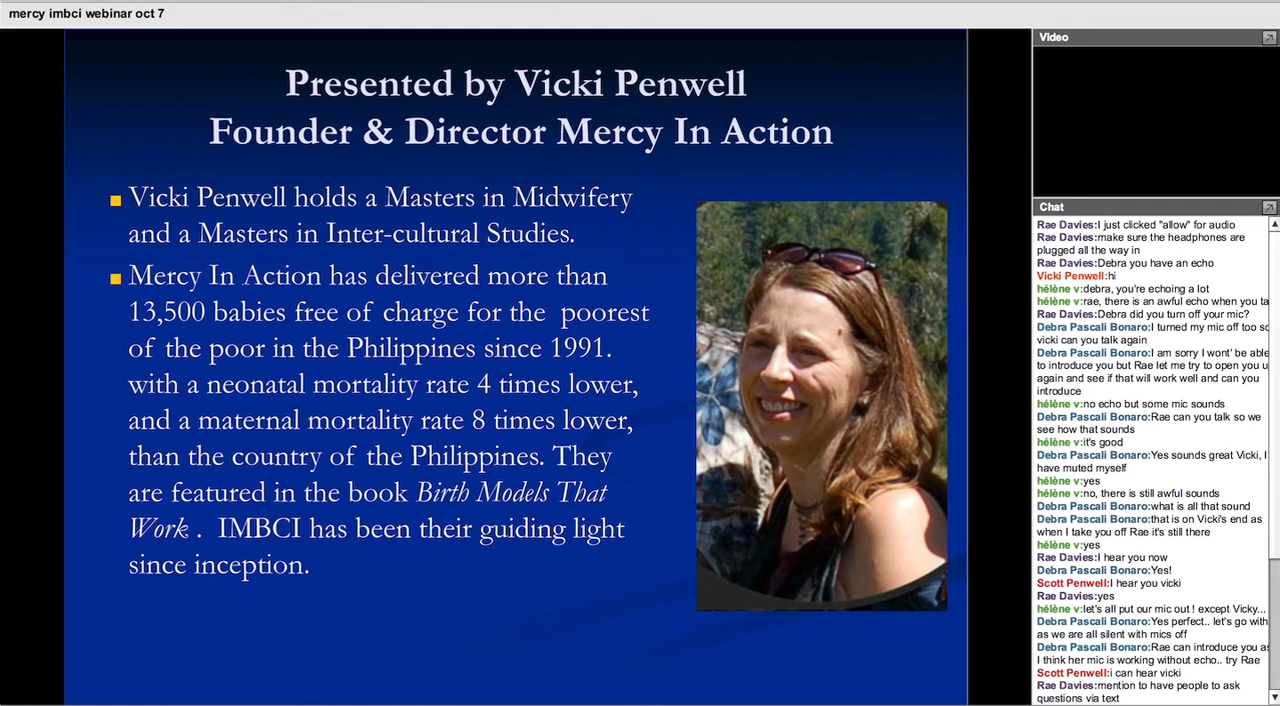 mercy imbci webinar oct 7
Presented by Vicki Penwell
Founder & Director Mercy In Action
Vicki Penwell holds a Masters in Midwifery
and a Masters in Inter-cultural Studies.
Mercy In Action has delivered more than
13,500 babies free of charge for the poorest
of the poor in the Philippines since 1991.
with a neonatal mortality rate 4 times lower,
and a maternal mortality rate 8 times lower,
than the country of the Philippines. They
are featured in the book Birth Models That
Work . IMBCI has been their guiding light
since inception.
Video
Chat
Rae Davies:I just clicked "allow" for audio
Rae Davies:make sure the headphones are
plugged all the way in
Rae Davies:Debra you have an echo
Vicki Penwell:hi
hélène v:debra, you're echoing a lot
hélène v:rae, there is an awful echo when you ta
Rae Davies:Debra did you turn off your mic?
Debra Pascali Bonaro:I turned my mic off too so
vicki can you talk again
Debra Pascali Bonaro:I am sorry I wont' be able
to introduce you but Rae let me try to open you u
again and see if that will work well and can you
introduce
hélène v:no echo but some mic sounds
Debra Pascali Bonaro:Rae can you talk so we
see how that sounds
hélène v:it's good
Debra Pascali Bonaro:Yes sounds great Vicki, I
have muted myself
hélène v:yes
hélène v:no, there is still awful sounds
Debra Pascali Bonaro:what is all that sound
Debra Pascali Bonaro:that is on Vicki's end as
when I take you off Rae it's still there
hélène v:yes
Rae Davies:I hear you now
Debra Pascali Bonaro:Yes!
Scott Penwell:I hear you vicki
Rae Davies:yes
hélène v:let's all put our mic out ! except Vicky...
Debra Pascali Bonaro:Yes perfect.. let's go with
as we are all silent with mics off
Debra Pascali Bonaro:Rae can introduce you as
I think her mic is working without echo.. try Rae
Scott Penwell:i can hear vicki
Rae Davies:mention to have people to ask
questions via text